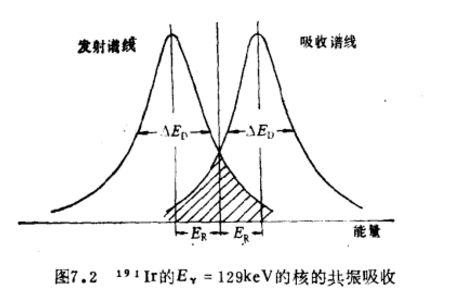 发射谱线
吸收谱线
ΔE_D
ΔE_D
E_R
E_R
能量
图7.2 ¹⁹¹Ir的E_γ=129keV的核的共振吸收